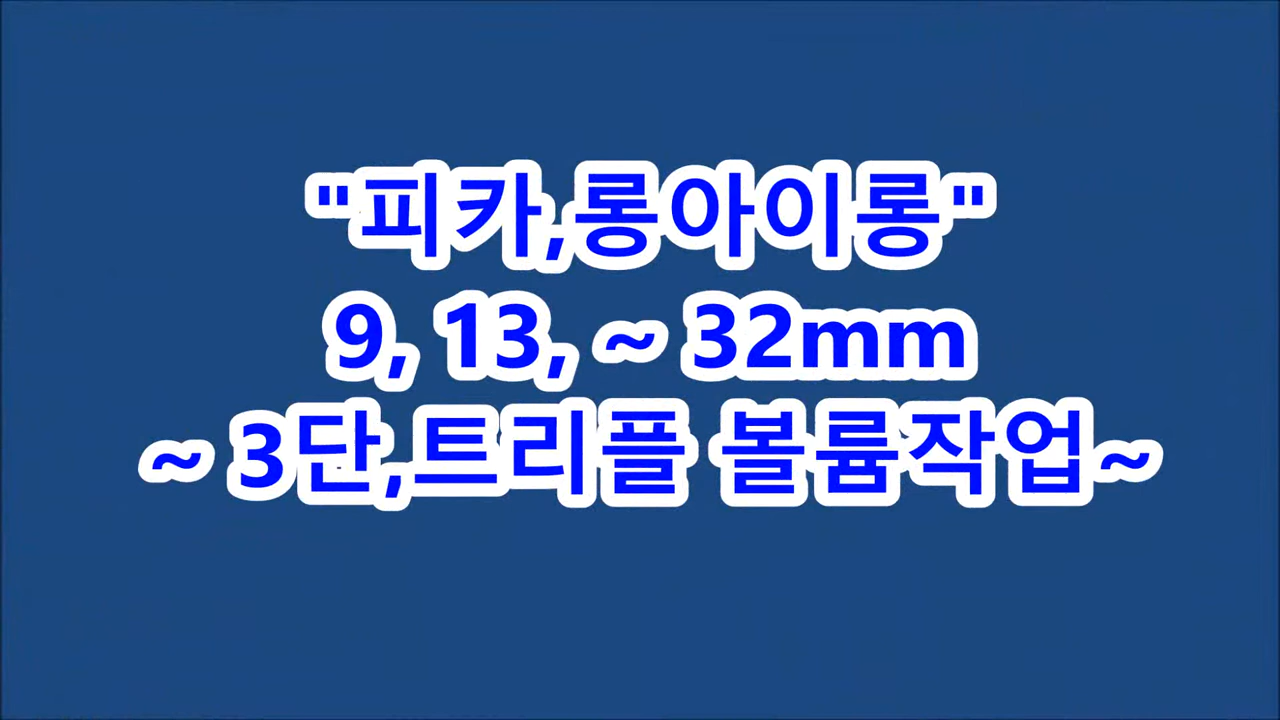 "피카,롱아이롱"
9, 13, ~ 32mm
~ 3단,트리플 볼륨작업~